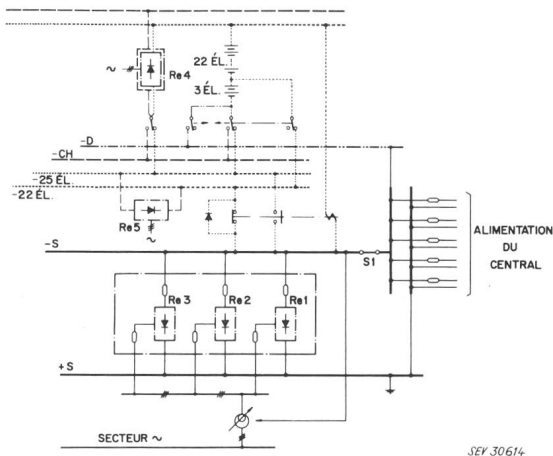 22 ÉL.
Re4
3 ÉL.
-D
-CH
-25 ÉL.
-22 ÉL.
Re5
-S
S1
ALIMENTATION
DU
CENTRAL
Re3 Re2 Re1
+S
SECTEUR ~
SEV 30614